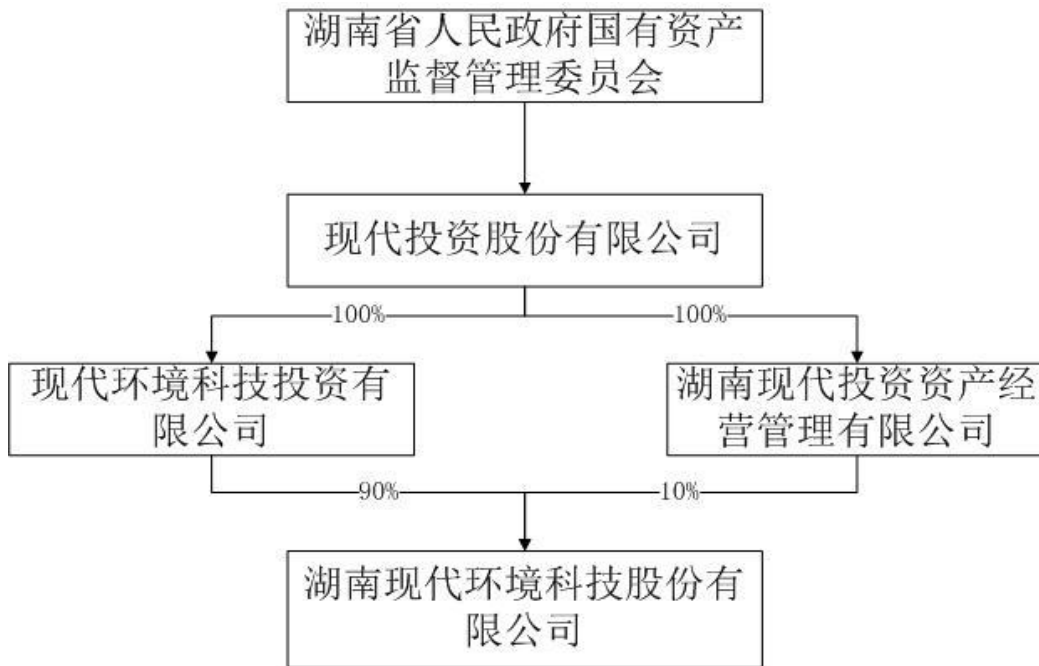 湖南省人民政府国有资产
监督管理委员会
现代投资股份有限公司
100%
100%
现代环境科技投资有
限公司
湖南现代投资资产经
营管理有限公司
90%
10%
湖南现代环境科技股份有
限公司